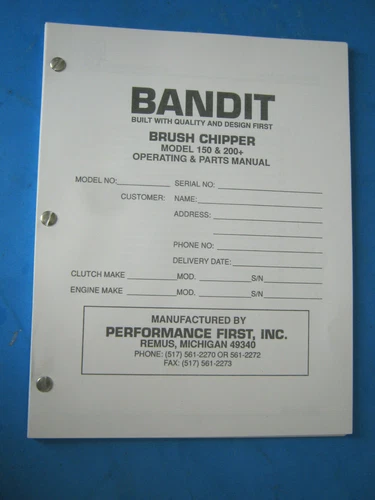 BANDIT
BUILT WITH QUALITY AND DESIGN FIRST
BRUSH CHIPPER
MODEL 150 & 200+
OPERATING & PARTS MANUAL
MODEL NO: SERIAL NO:
CUSTOMER: NAME:
ADDRESS:
PHONE NO:
DELIVERY DATE:
CLUTCH MAKE MOD. S/N
ENGINE MAKE MOD. S/N
MANUFACTURED BY
PERFORMANCE FIRST, INC.
REMUS, MICHIGAN 49340
PHONE: (517) 561-2270 OR 561-2272
FAX: (517) 561-2273